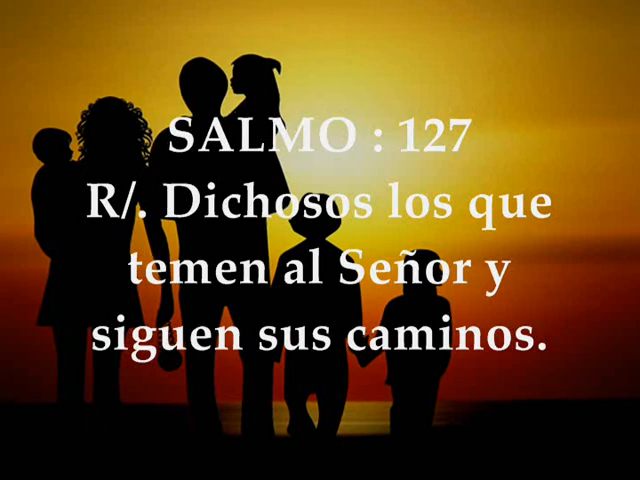 SALMO : 127
R/. Dichosos los que
temen al Señor y
siguen sus caminos.